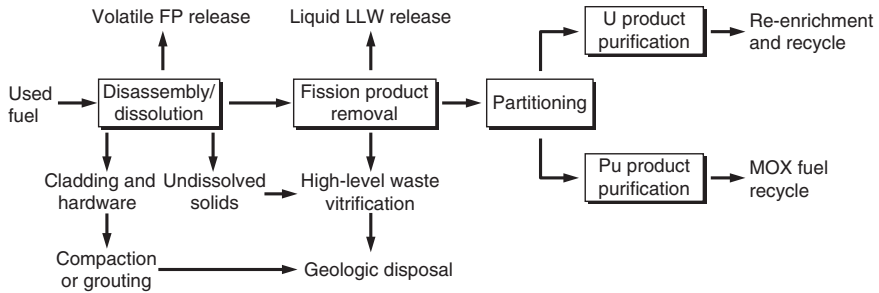 Volatile FP release
Liquid LLW release
U product
purification
Re-enrichment
and recycle
Used
fuel
Disassembly/
dissolution
Fission product
removal
Partitioning
Cladding and
hardware
Undissolved
solids
High-level waste
vitrification
Pu product
purification
MOX fuel
recycle
Compaction
or grouting
Geologic disposal